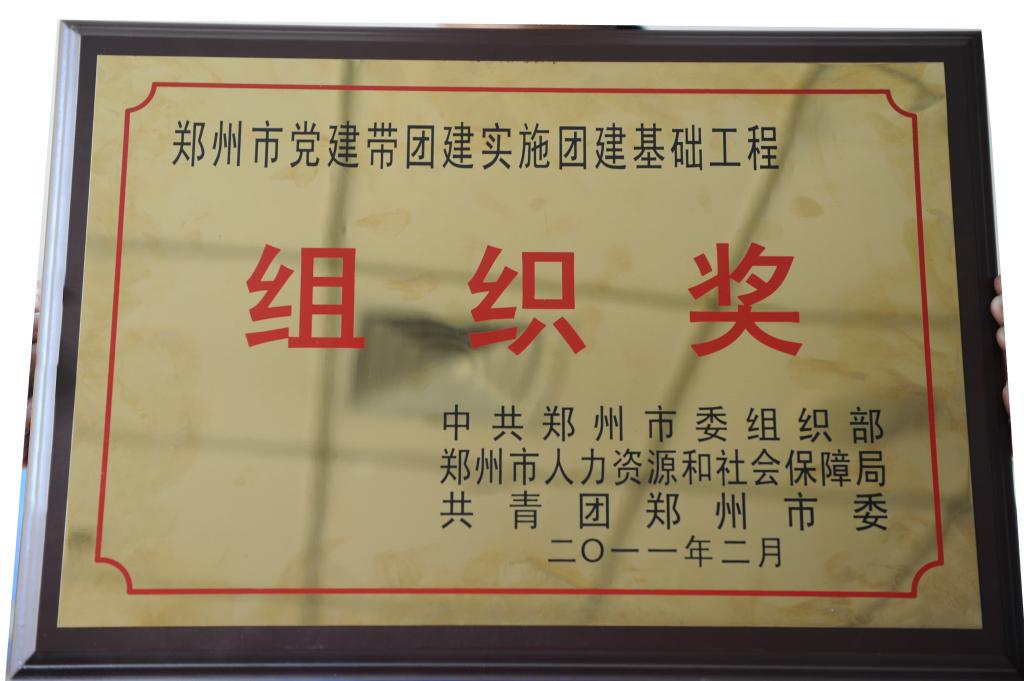 郑州市党建带团建实施团建基础工程
组织奖
中共郑州市委组织部
郑州市人力资源和社会保障局
共青团郑州市委
二〇一一年二月